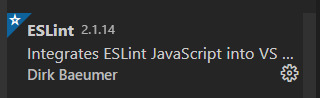 ESLint 2.1.14
Integrates ESLint JavaScript into VS ...
Dirk Baeumer